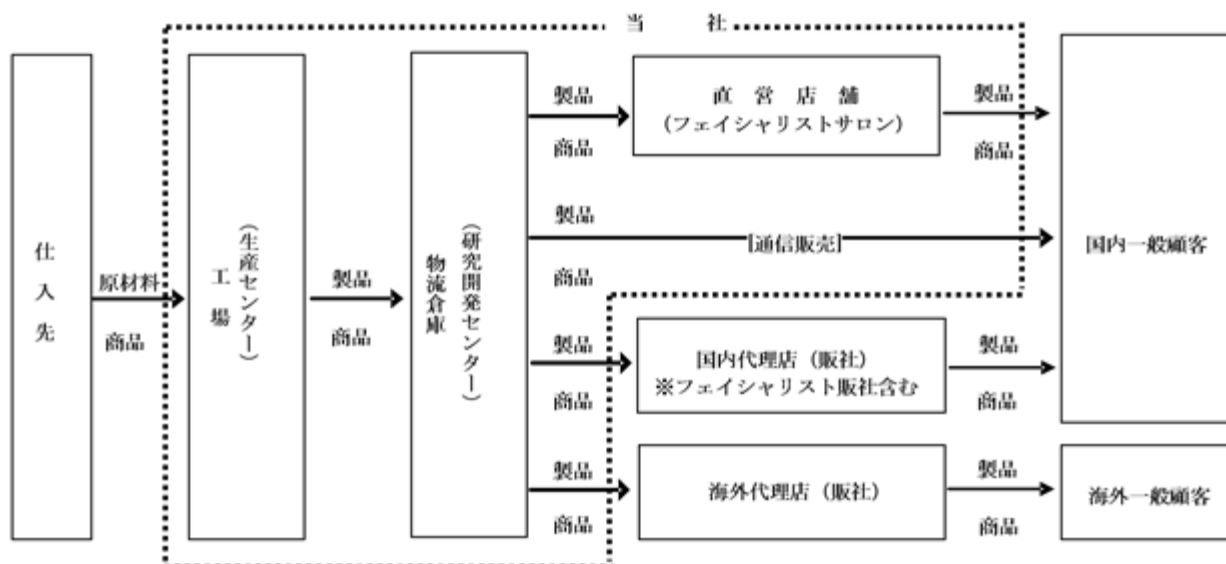 当 社
仕入先
原材料
商品
工場
(生産センター)
製品
商品
物流倉庫
(研究開発センター)
製品
商品
直営店舗
(フェイシャリストサロン)
製品
商品
製品
[通信販売]
商品
国内一般顧客
製品
商品
国内代理店(販社)
※フェイシャリスト販社含む
製品
商品
製品
商品
海外代理店(販社)
製品
商品
海外一般顧客